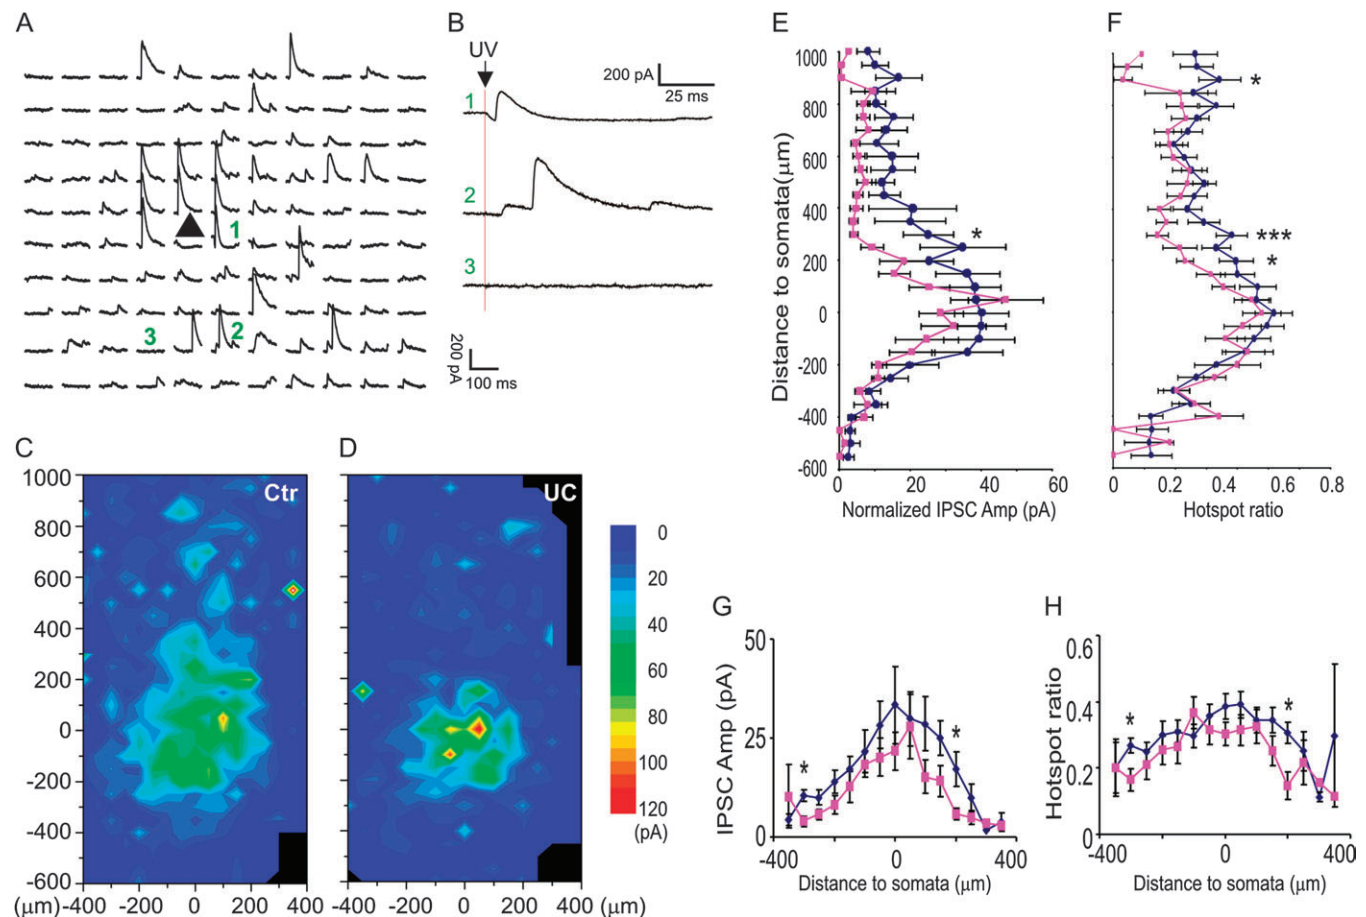 A
1
2
3
B
UV
200 pA
25 ms
1
2
3
200 pA
100 ms
C
Ctr
1000
800
600
400
200
0
-200
-400
-600
(µm)
-400
-200
0
200
400
D
UC
-400
-200
0
200
400
(µm)
0
20
40
60
80
100
120
(pA)
E
Distance to somata(µm)
1000
800
600
400
200
0
-200
-400
-600
*
0
20
40
60
Normalized IPSC Amp (pA)
F
*
***
*
0
0.2
0.4
0.6
0.8
Hotspot ratio
G
IPSC Amp (pA)
50
25
0
*
*
-400
0
400
Distance to somata (µm)
H
Hotspot ratio
0.6
0.4
0.2
0
*
*
-400
0
400
Distance to somata (µm)